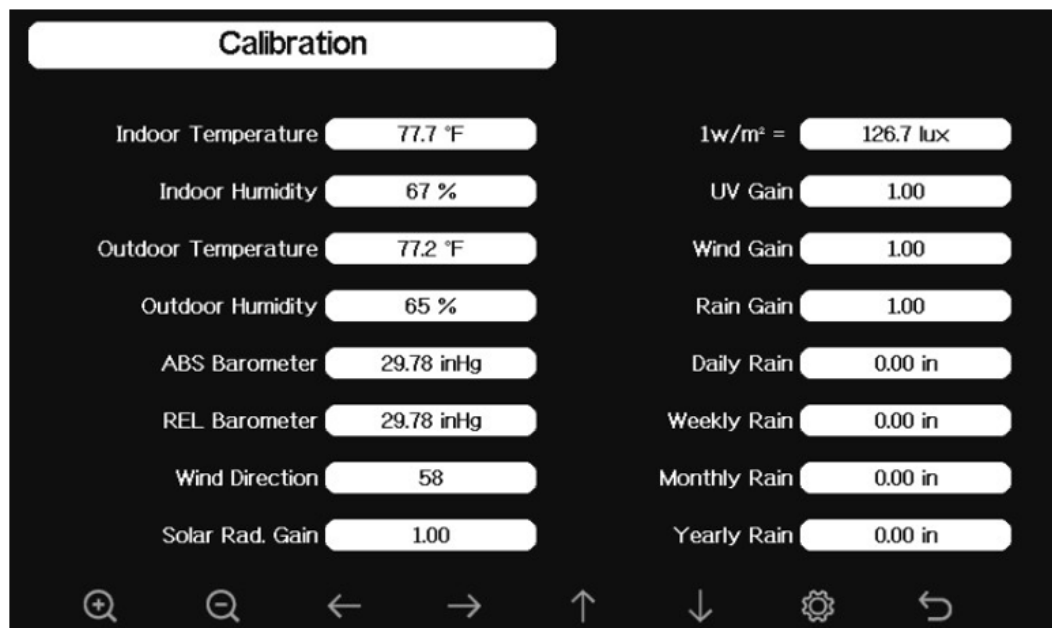 Calibration
Indoor Temperature 77.7 °F
Indoor Humidity 67 %
Outdoor Temperature 77.2 °F
Outdoor Humidity 65 %
ABS Barometer 29.78 inHg
REL Barometer 29.78 inHg
Wind Direction 58
Solar Rad. Gain 1.00
1w/m² = 126.7 lux
UV Gain 1.00
Wind Gain 1.00
Rain Gain 1.00
Daily Rain 0.00 in
Weekly Rain 0.00 in
Monthly Rain 0.00 in
Yearly Rain 0.00 in